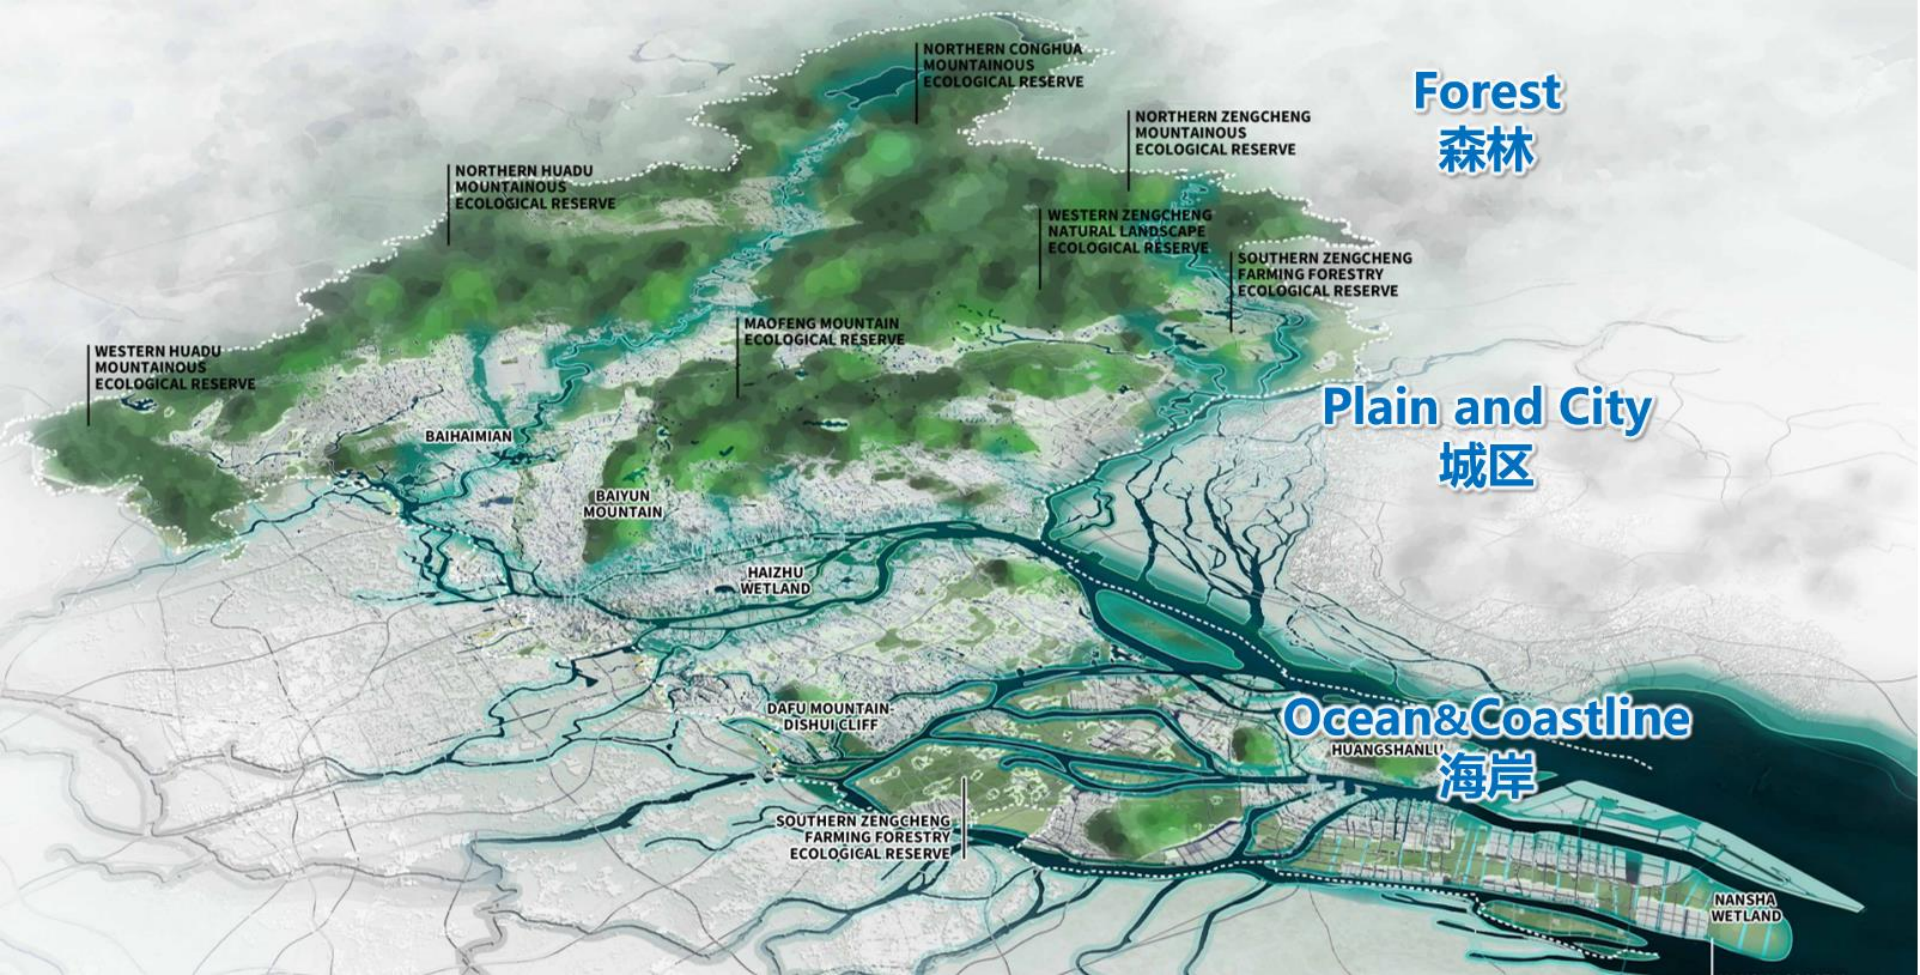 NORTHERN CONGHUA
MOUNTAINOUS
ECOLOGICAL RESERVE
Forest
森林
NORTHERN ZENGCHENG
MOUNTAINOUS
ECOLOGICAL RESERVE
NORTHERN HUADU
MOUNTAINOUS
ECOLOGICAL RESERVE
WESTERN ZENGCHENG
NATURAL LANDSCAPE
ECOLOGICAL RESERVE
SOUTHERN ZENGCHENG
FARMING FORESTRY
ECOLOGICAL RESERVE
MAOFENG MOUNTAIN
ECOLOGICAL RESERVE
WESTERN HUADU
MOUNTAINOUS
ECOLOGICAL RESERVE
Plain and City
城区
BAIHAIMIAN
BAIYUN
MOUNTAIN
HAIZHU
WETLAND
DAFU MOUNTAIN-
DISHUI CLIFF
Ocean&Coastline
HUANGSHANLU
海岸
SOUTHERN ZENGCHENG
FARMING FORESTRY
ECOLOGICAL RESERVE
NANSHA
WETLAND